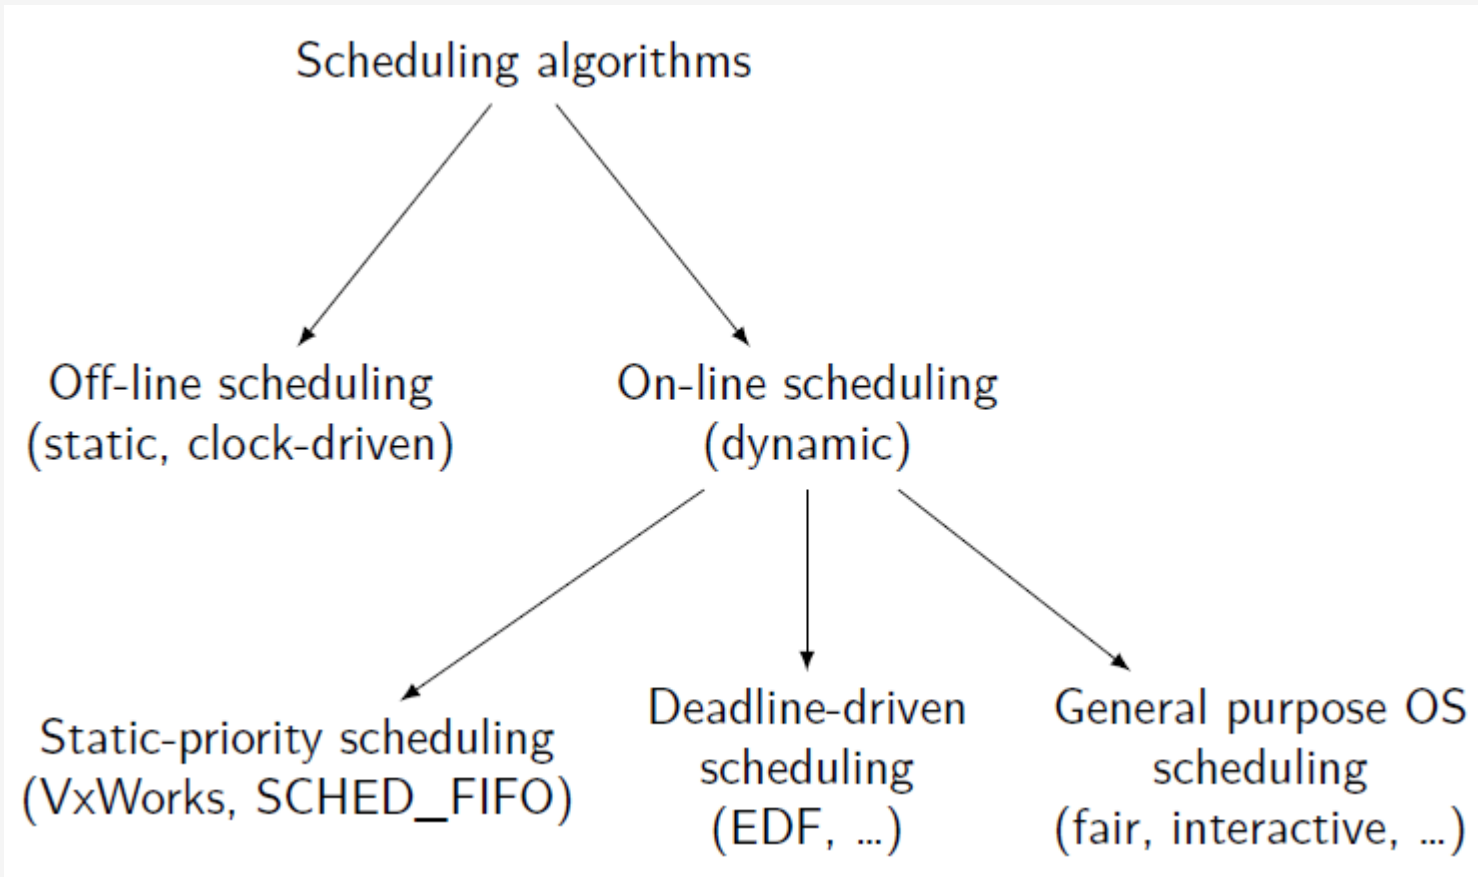 Scheduling algorithms
Off-line scheduling
(static, clock-driven)
On-line scheduling
(dynamic)
Static-priority scheduling
(VxWorks, SCHED_FIFO)
Deadline-driven
scheduling
(EDF, ...)
General purpose OS
scheduling
(fair, interactive, ...)